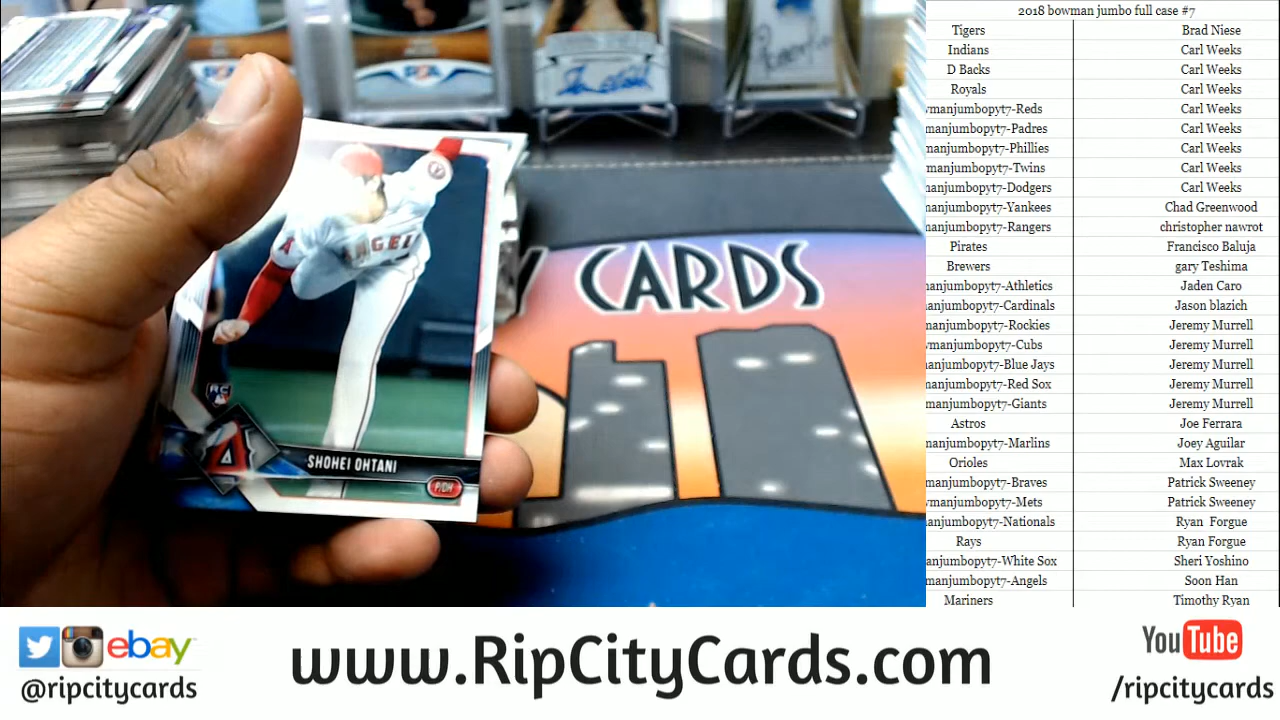 2018 bowman jumbo full case #7
Tigers Brad Niese
Indians Carl Weeks
D Backs Carl Weeks
Royals Carl Weeks
manjumbopyt7-Reds Carl Weeks
manjumbopyt7-Padres Carl Weeks
manjumbopyt7-Phillies Carl Weeks
manjumbopyt7-Twins Carl Weeks
manjumbopyt7-Dodgers Carl Weeks
manjumbopyt7-Yankees Chad Greenwood
manjumbopyt7-Rangers christopher nawrot
Pirates Francisco Baluja
Brewers gary Teshima
manjumbopyt7-Athletics Jaden Caro
manjumbopyt7-Cardinals Jason blazich
manjumbopyt7-Rockies Jeremy Murrell
manjumbopyt7-Cubs Jeremy Murrell
manjumbopyt7-Blue Jays Jeremy Murrell
manjumbopyt7-Red Sox Jeremy Murrell
manjumbopyt7-Giants Jeremy Murrell
Astros Joe Ferrara
manjumbopyt7-Marlins Joey Aguilar
Orioles Max Lovrak
manjumbopyt7-Braves Patrick Sweeney
manjumbopyt7-Mets Patrick Sweeney
anjumbopyt7-Nationals Ryan Forgue
Rays Ryan Forgue
anjumbopyt7-White Sox Sheri Yoshino
manjumbopyt7-Angels Soon Han
Mariners Timothy Ryan
Y CARDS
ANGEL
RC
A
SHOHEI OHTANI
P/DH
ebay
@ripcitycards
www.RipCityCards.com
YouTube
/ripcitycards